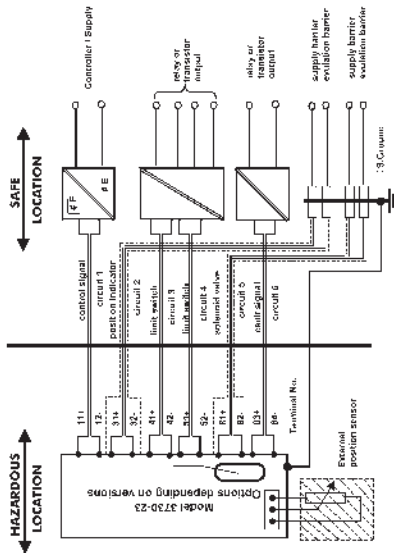 HAZARDOUS
LOCATION
SAFE
LOCATION
Model 3730-23
Options depending on versions
External
position sensor
Terminal No.
11+
12-
31+
32-
41+
42-
51+
52-
81+
82-
83+
84-
control signal
circuit 1
position indicator
circuit 2
limit switch
circuit 3
limit switch
circuit 4
solenoid valve
circuit 5
circuit 6
Controller / Supply
relay or
transistor
output
relay or
transistor
output
supply barrier
evaluation barrier
supply barrier
evaluation barrier